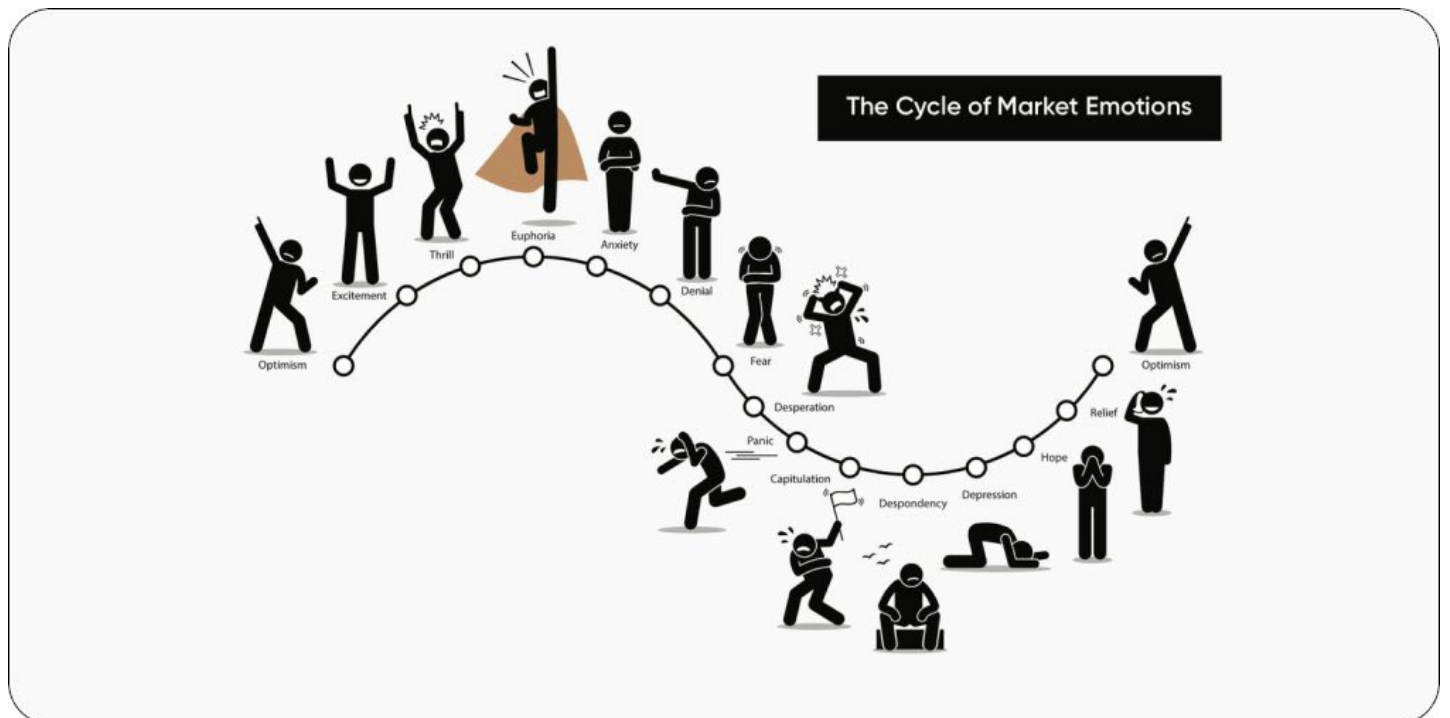 The Cycle of Market Emotions
Optimism
Excitement
Thrill
Euphoria
Anxiety
Denial
Fear
Desperation
Panic
Capitulation
Despondency
Depression
Hope
Relief
Optimism